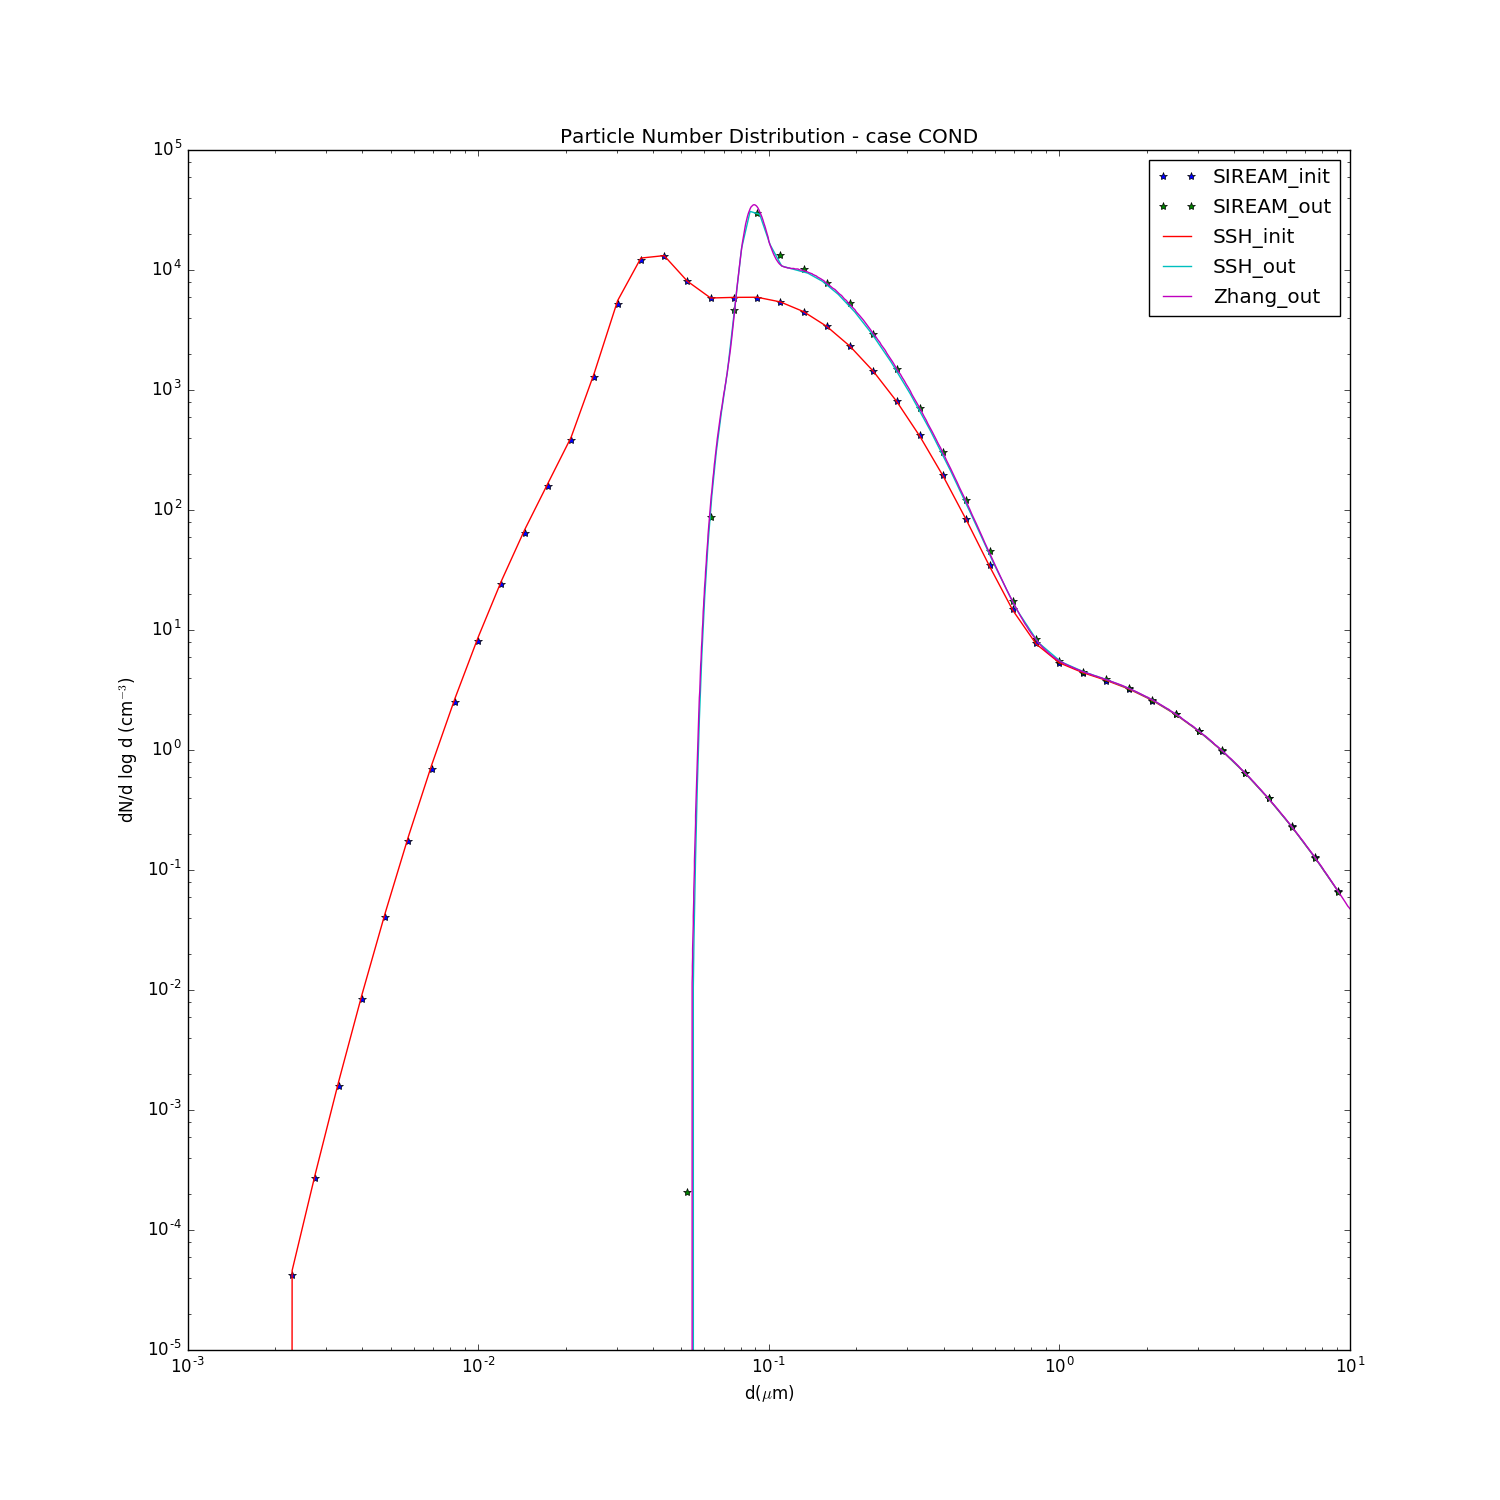 Particle Number Distribution - case COND
10^5
10^4
10^3
10^2
10^1
10^0
10^-1
10^-2
10^-3
10^-4
10^-5
dN/d log d (cm^−3)
SIREAM_init
SIREAM_out
SSH_init
SSH_out
Zhang_out
10^-3 10^-2 10^-1 10^0 10^1
d(μm)